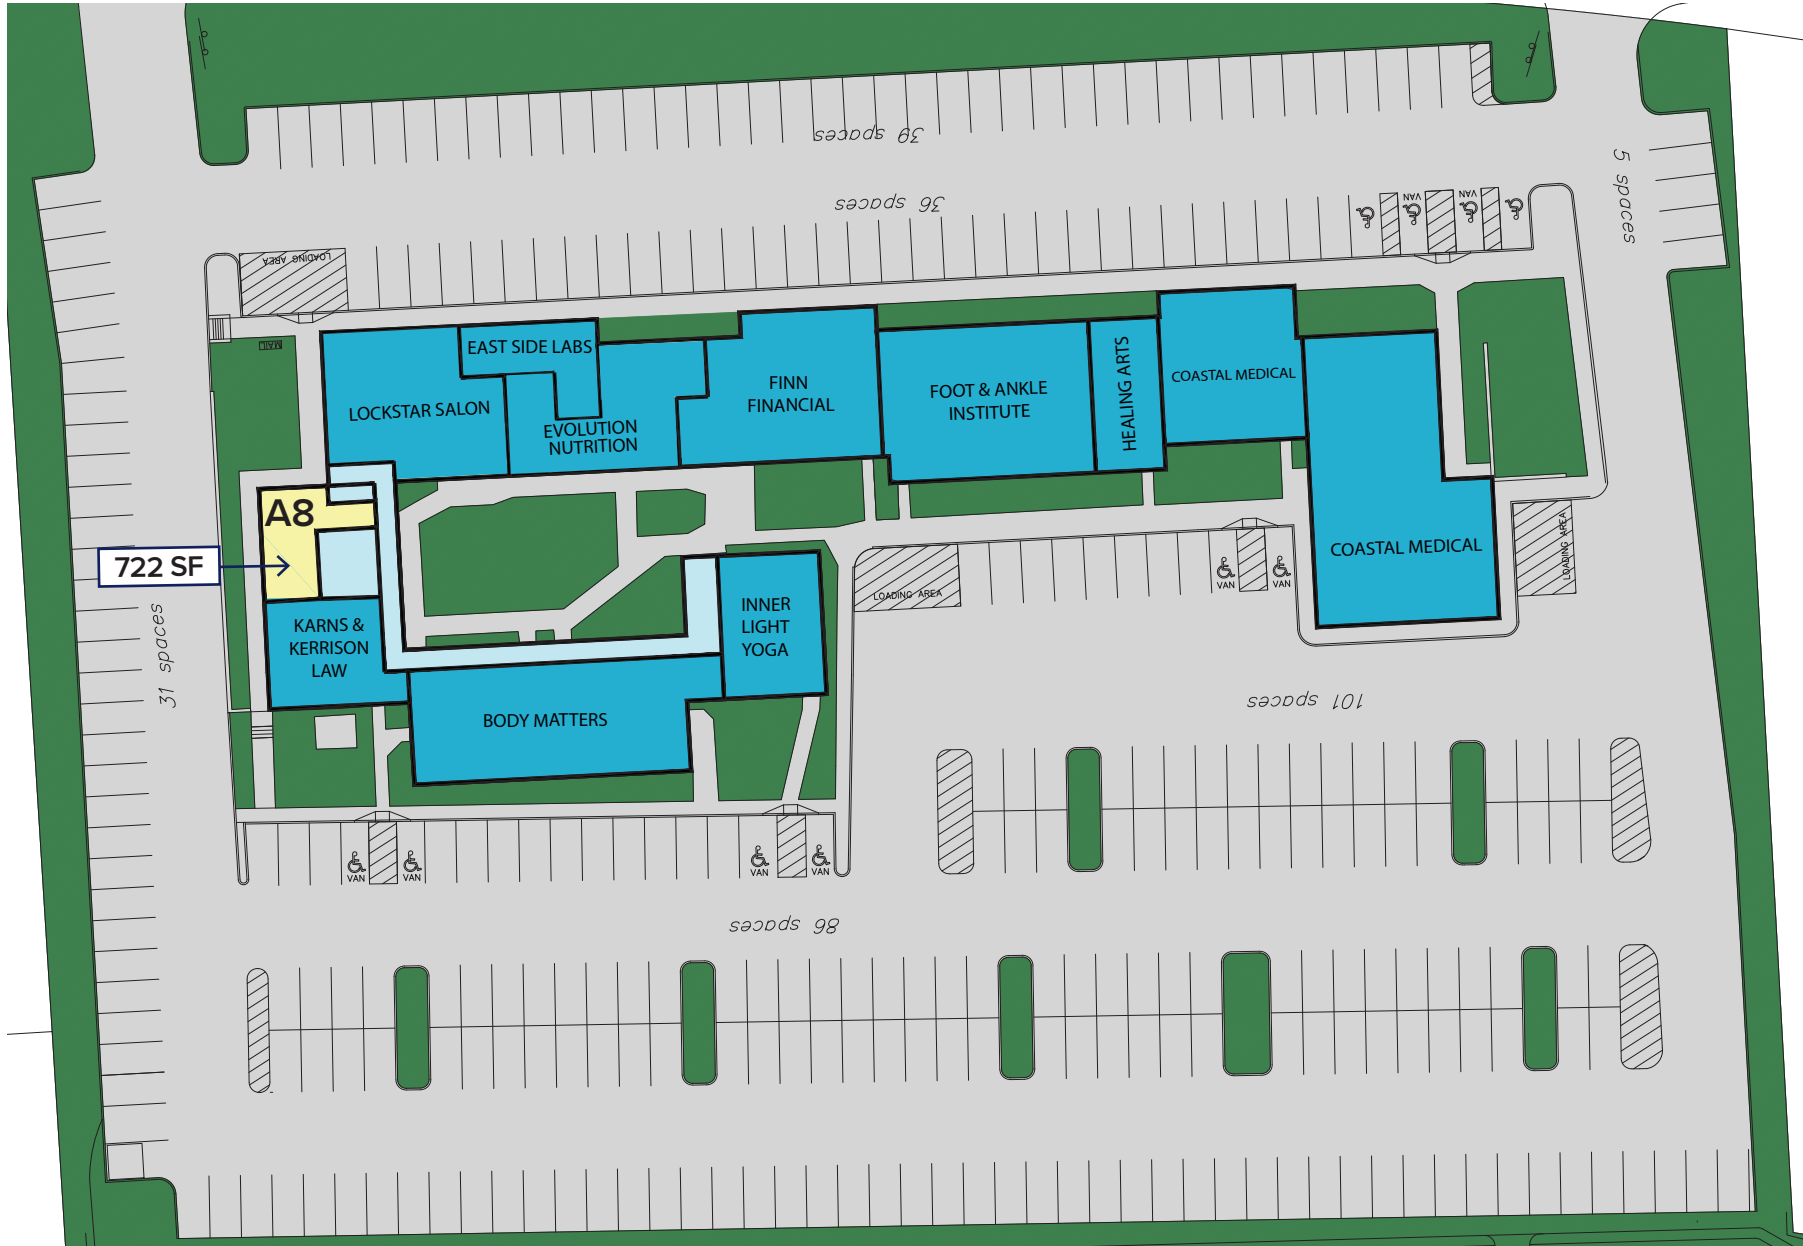 39 spaces
36 spaces
5 spaces
VAN
VAN
LOADING AREA
MAIL
EAST SIDE LABS
LOCKSTAR SALON
EVOLUTION
NUTRITION
FINN
FINANCIAL
FOOT & ANKLE
INSTITUTE
HEALING ARTS
COASTAL MEDICAL
COASTAL MEDICAL
A8
722 SF
LOADING AREA
VAN
VAN
LOADING AREA
KARNS &
KERRISON
LAW
INNER
LIGHT
YOGA
31 spaces
BODY MATTERS
101 spaces
VAN
VAN
VAN
VAN
86 spaces